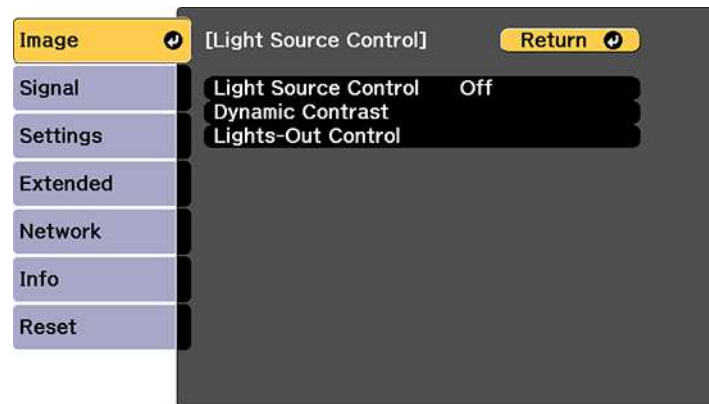 Image
Signal
Settings
Extended
Network
Info
Reset
[Light Source Control]
Return
Light Source Control Off
Dynamic Contrast
Lights-Out Control